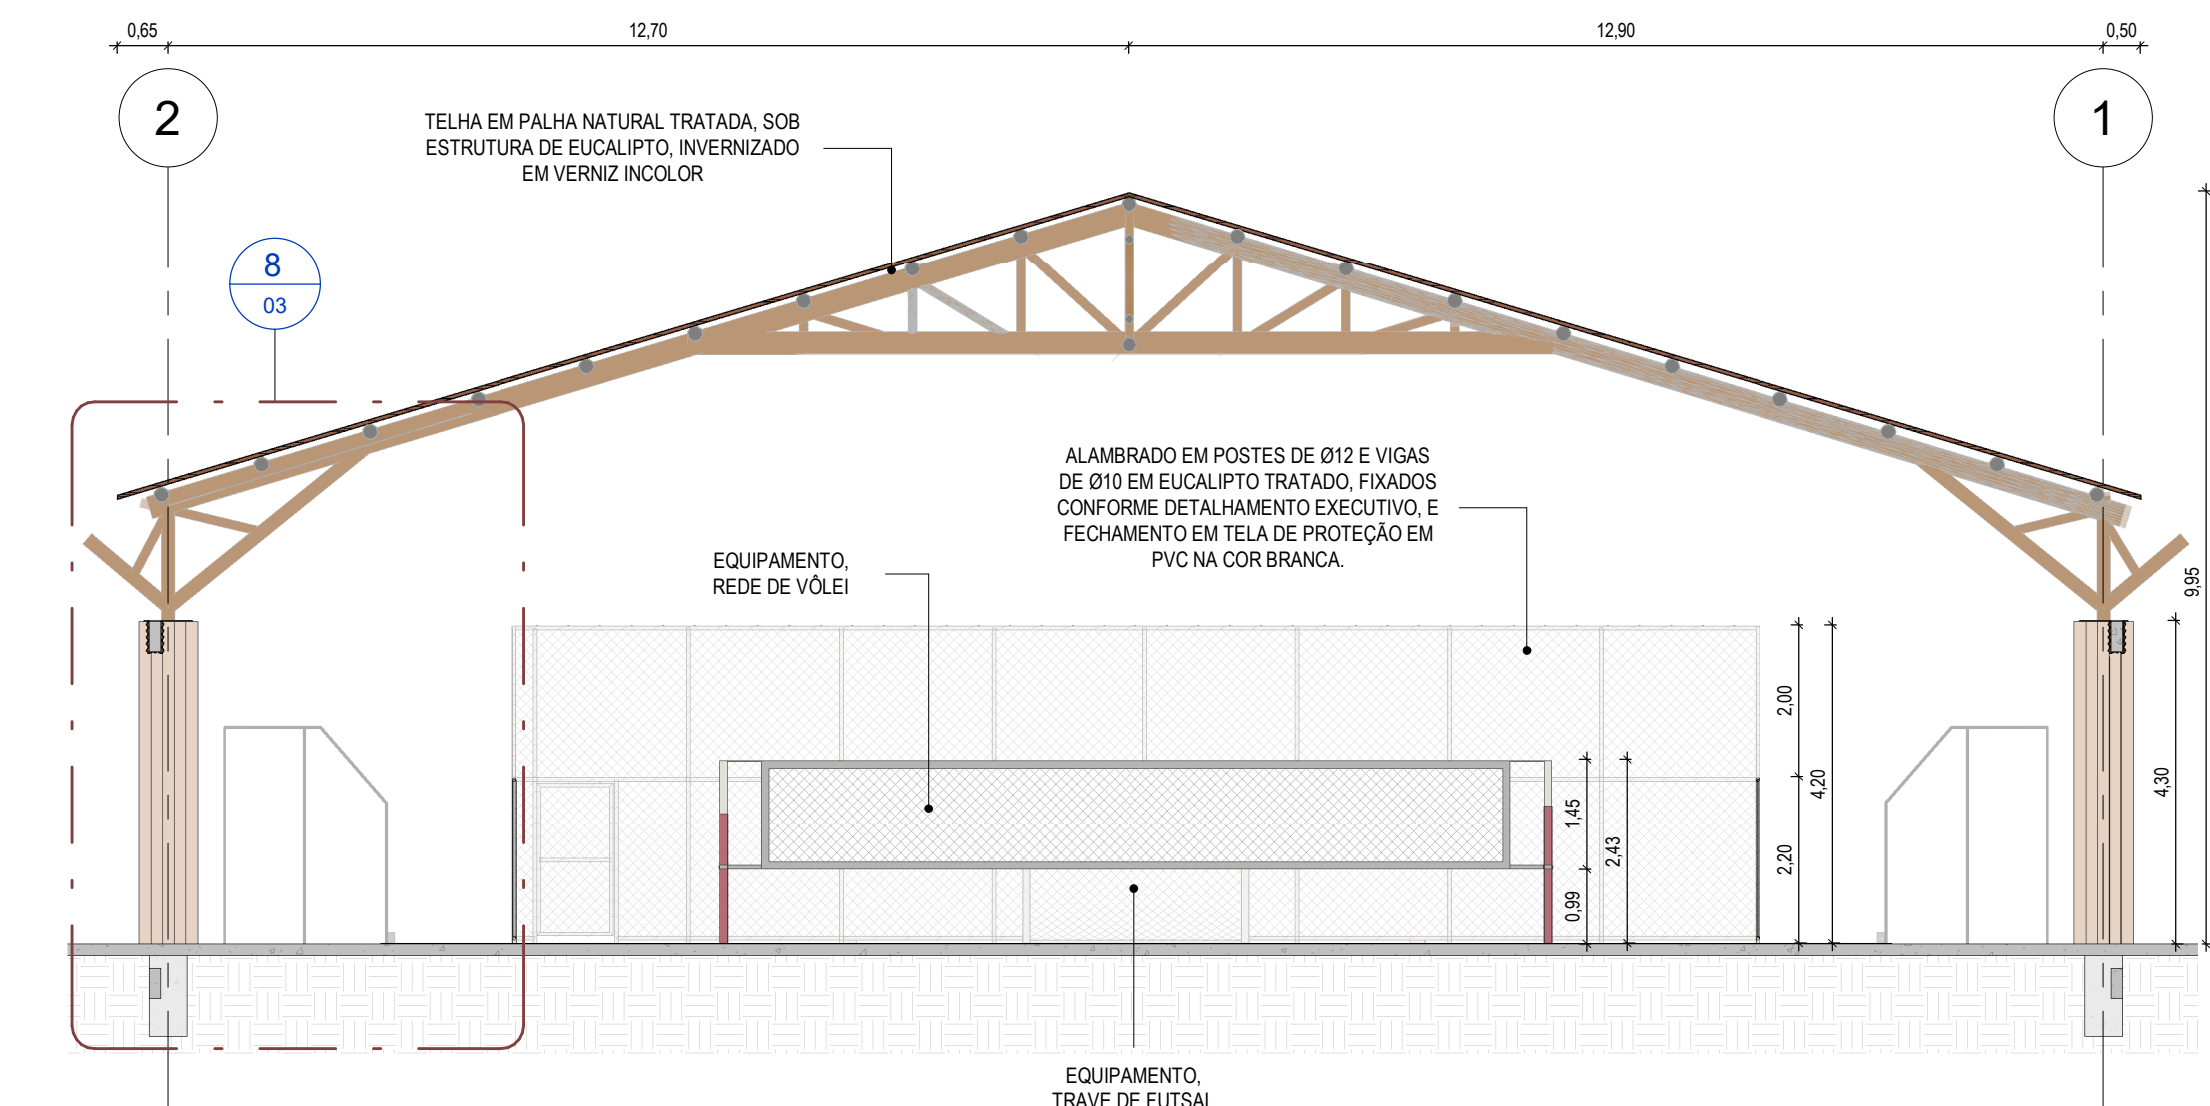 0,65
12,70
12,90
0,50
2
1
TELHA EM PALHA NATURAL TRATADA, SOB
ESTRUTURA DE EUCALIPTO, INVERNIZADO
EM VERNIZ INCOLOR
8
03
ALAMBRADO EM POSTES DE Ø12 E VIGAS
DE Ø10 EM EUCALIPTO TRATADO, FIXADOS
CONFORME DETALHAMENTO EXECUTIVO, E
FECHAMENTO EM TELA DE PROTEÇÃO EM
PVC NA COR BRANCA.
EQUIPAMENTO,
REDE DE VÔLEI
9,95
2,00
4,20
4,30
1,45
2,43
2,20
0,99
EQUIPAMENTO,
TRAVE DE FUTSAL